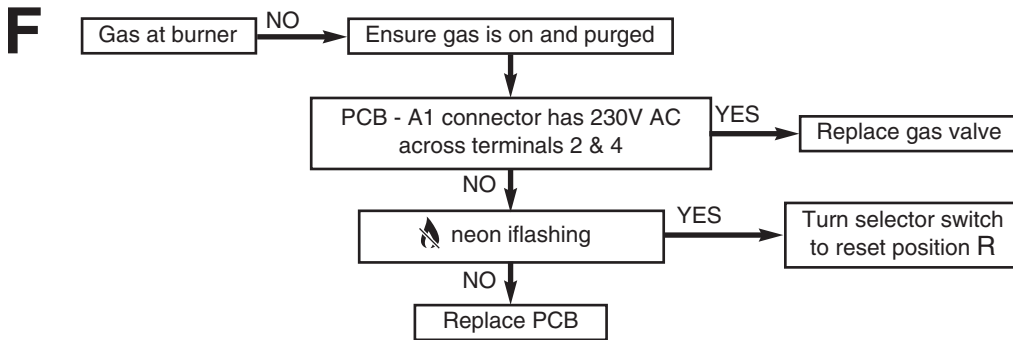 F
Gas at burner
NO
Ensure gas is on and purged
PCB - A1 connector has 230V AC
across terminals 2 & 4
YES
Replace gas valve
NO
neon iflashing
YES
Turn selector switch
to reset position R
NO
Replace PCB